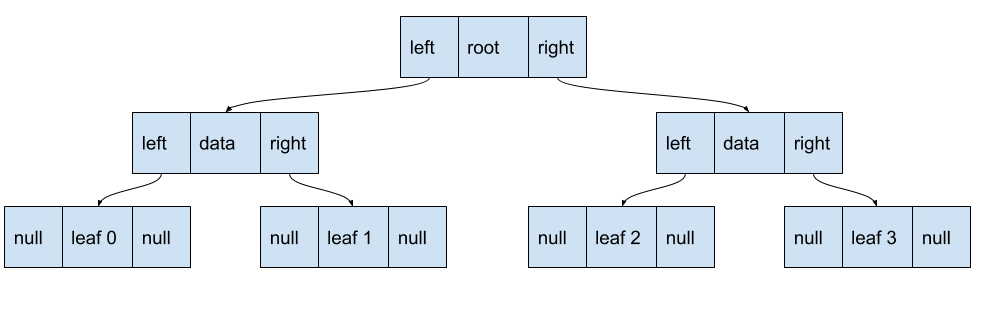 left root right
left data right left data right
null leaf 0 null null leaf 1 null null leaf 2 null null leaf 3 null